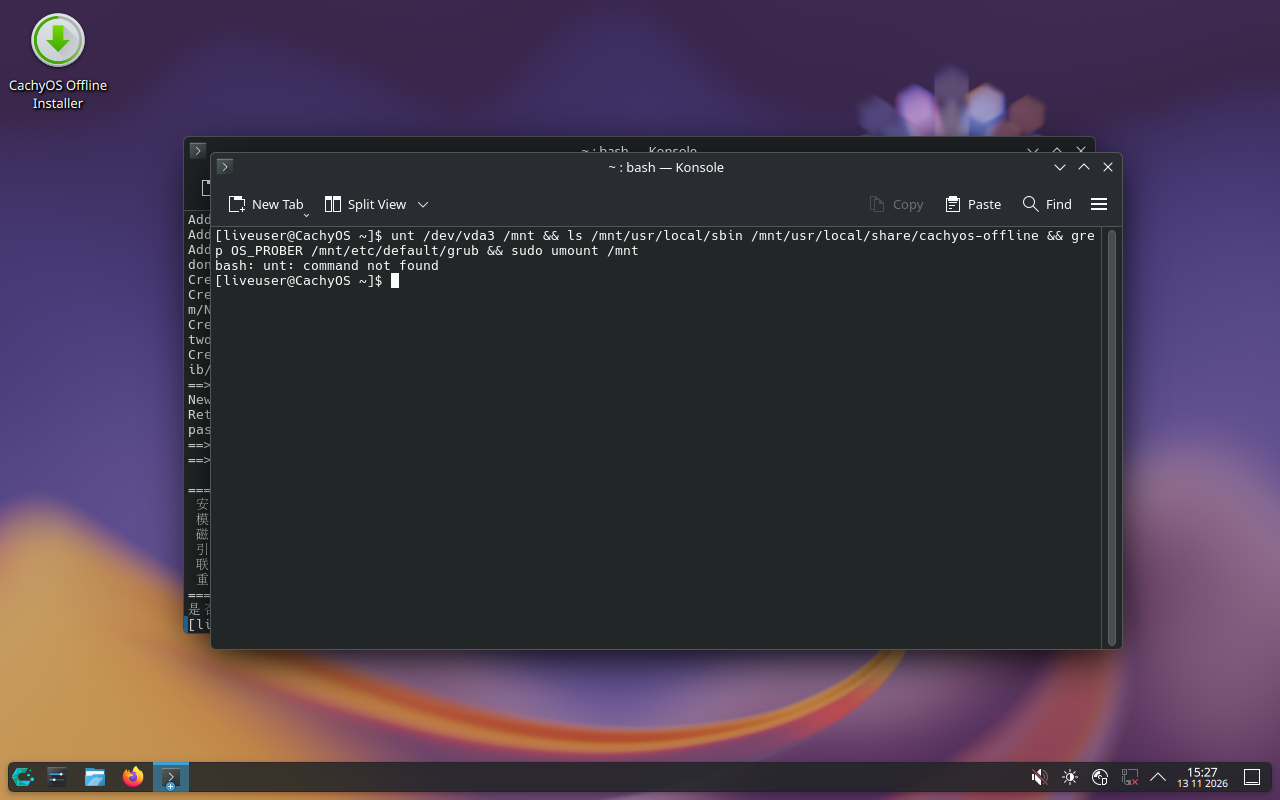 CachyOS Offline
Installer
~ : bash — Konsole
~ : bash — Konsole
New Tab
Split View
Copy
Paste
Find
Add
Add
Add
don
Cre
Cre
m/N
Cre
two
Cre
ib/
==>
New
Ret
pas
==>
==>
===
安
模
磁
引
联
重
===
是否
[li
[liveuser@CachyOS ~]$ unt /dev/vda3 /mnt && ls /mnt/usr/local/sbin /mnt/usr/local/share/cachyos-offline && gre
p OS_PROBER /mnt/etc/default/grub && sudo umount /mnt
bash: unt: command not found
[liveuser@CachyOS ~]$
15:27
13 11 2026